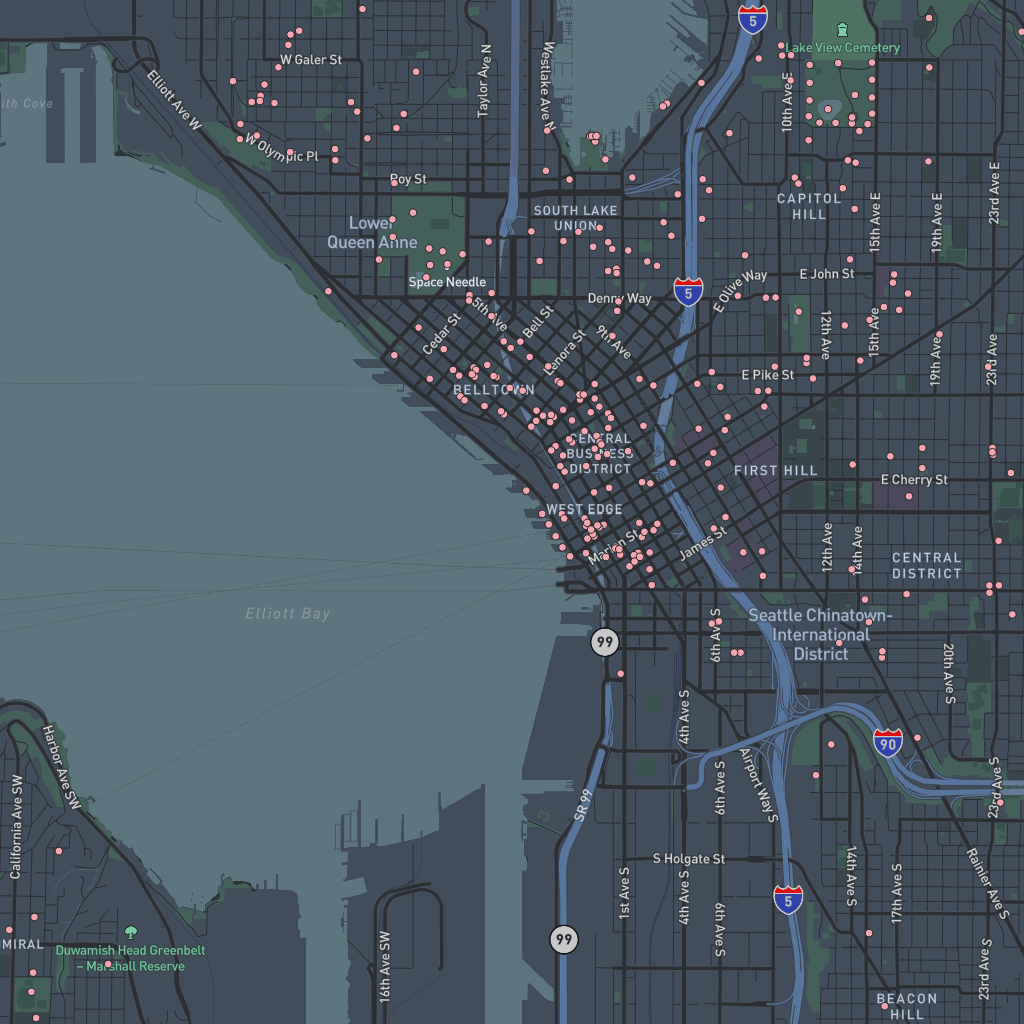 5
Lake View Cemetery
W Galer St
Taylor Ave N
Westlake Ave N
10th Ave E
Elliott Ave W
ith Cove
W Olympic Pl
Roy St
CAPITOL
HILL
23rd Ave E
15th Ave E
19th Ave E
SOUTH LAKE
UNION
Lower
Queen Anne
Space Needle
E John St
E Olive Way
5
Denny Way
5th Ave
Bell St
Cedar St
Lenora St
9th Ave
12th Ave
15th Ave
19th Ave
23rd Ave
E Pike St
BELLTOWN
CENTRAL
BUSINESS
DISTRICT
FIRST HILL
E Cherry St
WEST EDGE
Marion St
James St
12th Ave
14th Ave
CENTRAL
DISTRICT
Elliott Bay
Seattle Chinatown-
International
District
6th Ave S
99
20th Ave S
4th Ave S
90
Harbor Ave SW
California Ave SW
SR 99
6th Ave S
Airport Way S
23rd Ave S
S Holgate St
1st Ave S
4th Ave S
6th Ave S
14th Ave S
17th Ave S
Rainier Ave S
5
99
DMIRAL
Duwamish Head Greenbelt
– Marshall Reserve
16th Ave SW
23rd Ave S
BEACON
HILL